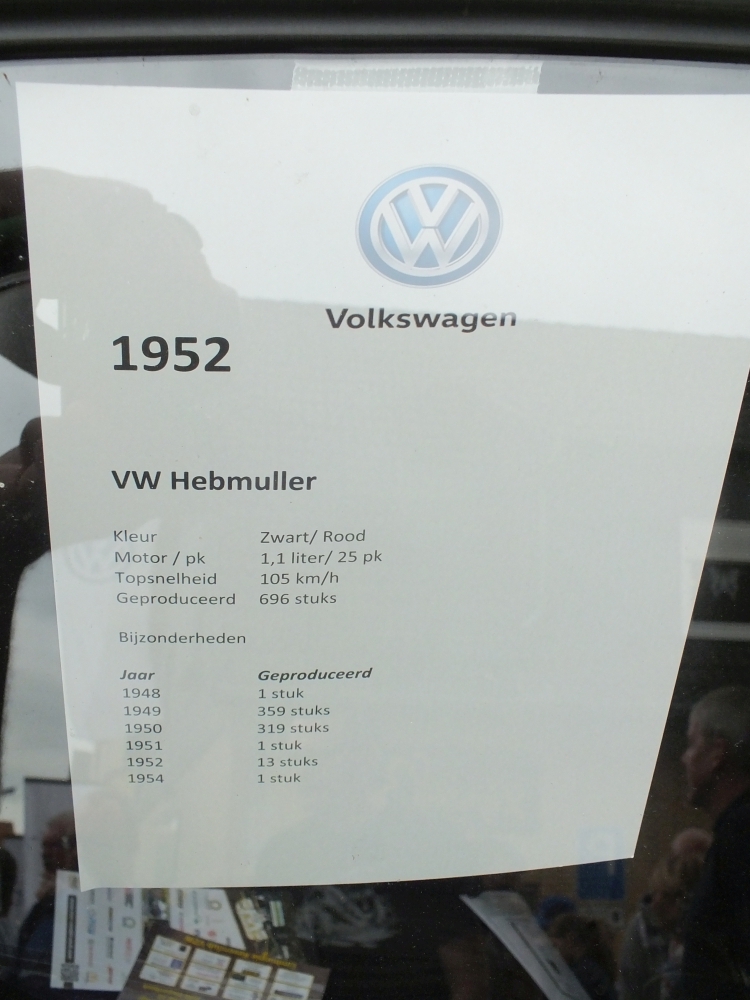 Volkswagen
1952
VW Hebmuller
Kleur Zwart/ Rood
Motor / pk 1,1 liter/ 25 pk
Topsnelheid 105 km/h
Geproduceerd 696 stuks
Bijzonderheden
Jaar Geproduceerd
1948 1 stuk
1949 359 stuks
1950 319 stuks
1951 1 stuk
1952 13 stuks
1954 1 stuk